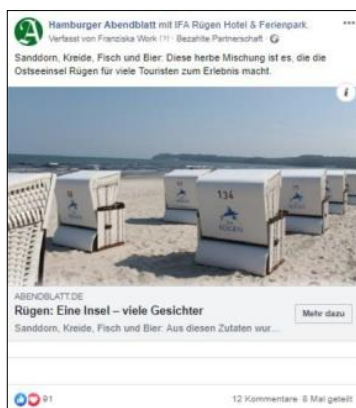 Hamburger Abendblatt mit IFA Rügen Hotel & Ferienpark.
Verfasst von Franziska Work [?] · Bezahlte Partnerschaft ·
Sanddorn, Kreide, Fisch und Bier: Diese herbe Mischung ist es, die die
Ostseeinsel Rügen für viele Touristen zum Erlebnis macht.
134
RÜGEN
ABENDBLATT.DE
Rügen: Eine Insel – viele Gesichter
Mehr dazu
Sanddorn, Kreide, Fisch und Bier: Aus diesen Zutaten wur...
91
12 Kommentare 8 Mal geteilt